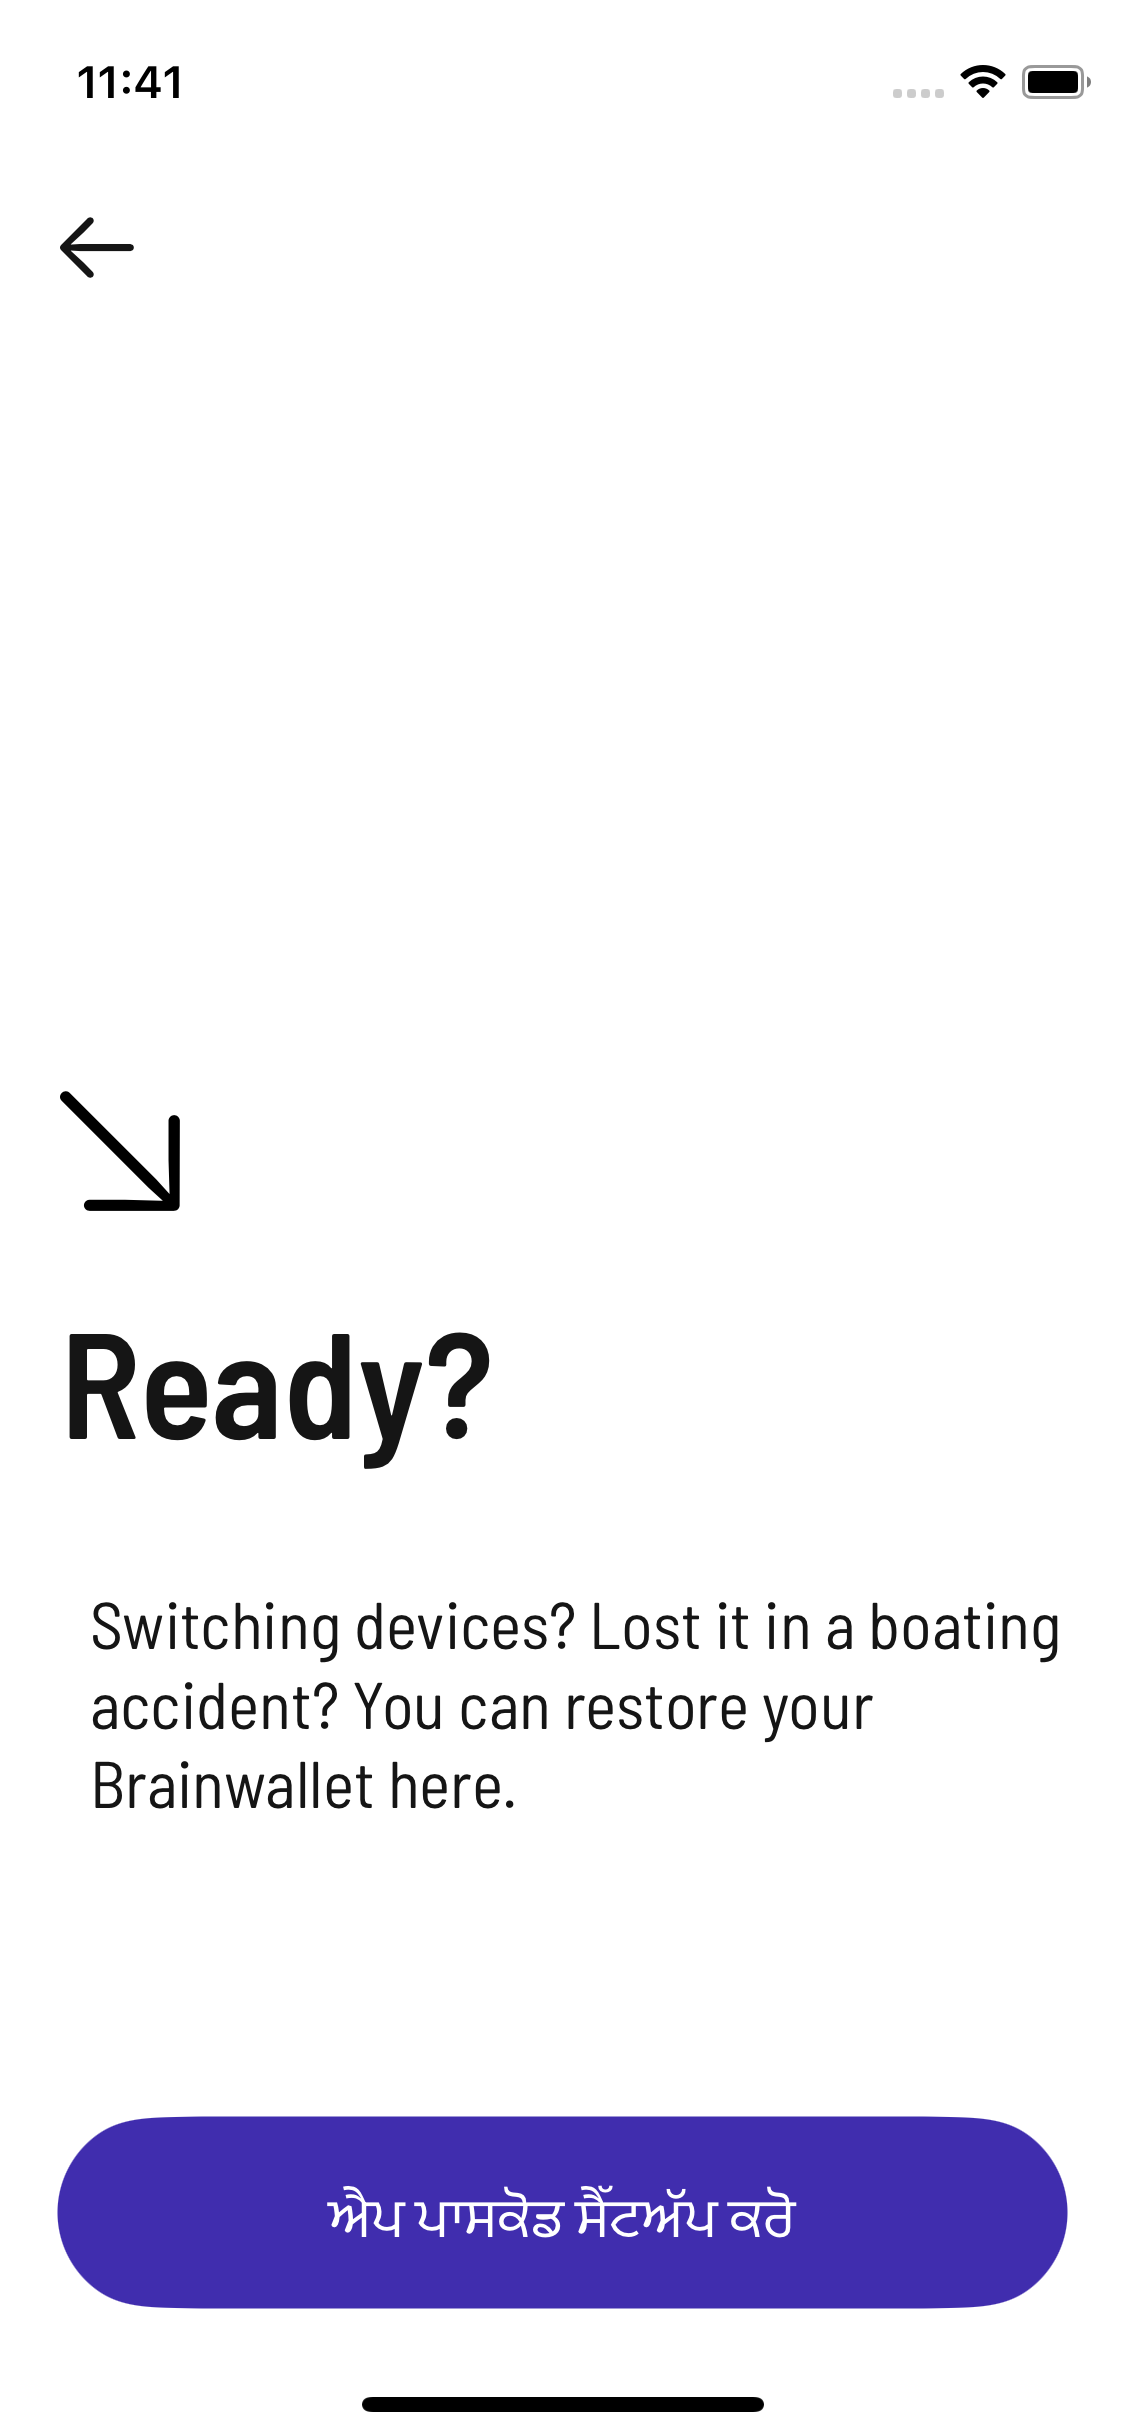 11:41
Ready?
Switching devices? Lost it in a boating
accident? You can restore your
Brainwallet here.
ਐਪ ਪਾਸਕੋਡ ਸੈੱਟਅੱਪ ਕਰੋ